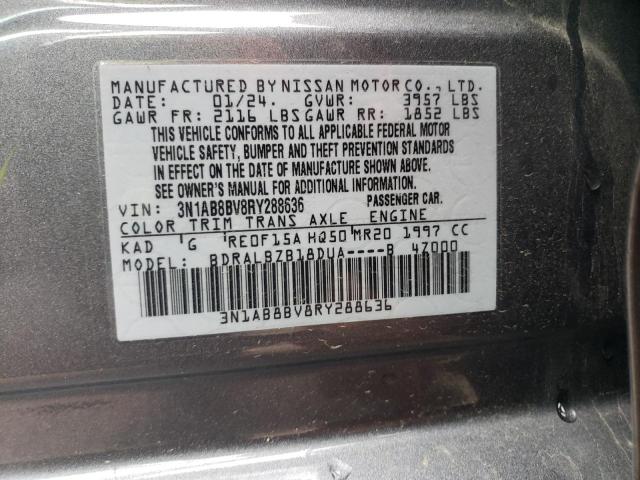 MANUFACTURED BY NISSAN MOTOR CO., LTD.
DATE: 01/24. GVWR: 3957 LBS
GAWR FR: 2116 LBS GAWR RR: 1852 LBS
THIS VEHICLE CONFORMS TO ALL APPLICABLE FEDERAL MOTOR
VEHICLE SAFETY, BUMPER AND THEFT PREVENTION STANDARDS
IN EFFECT ON THE DATE OF MANUFACTURE SHOWN ABOVE.
SEE OWNER'S MANUAL FOR ADDITIONAL INFORMATION.
VIN: 3N1AB8BV8RY288636 PASSENGER CAR.
COLOR TRIM TRANS AXLE ENGINE
KAD 'G 'RE0F15A HQ50'MR20 1997 CC
MODEL: BDRALBZB18DUA----B 4Z000
3N1AB8BV8RY288636